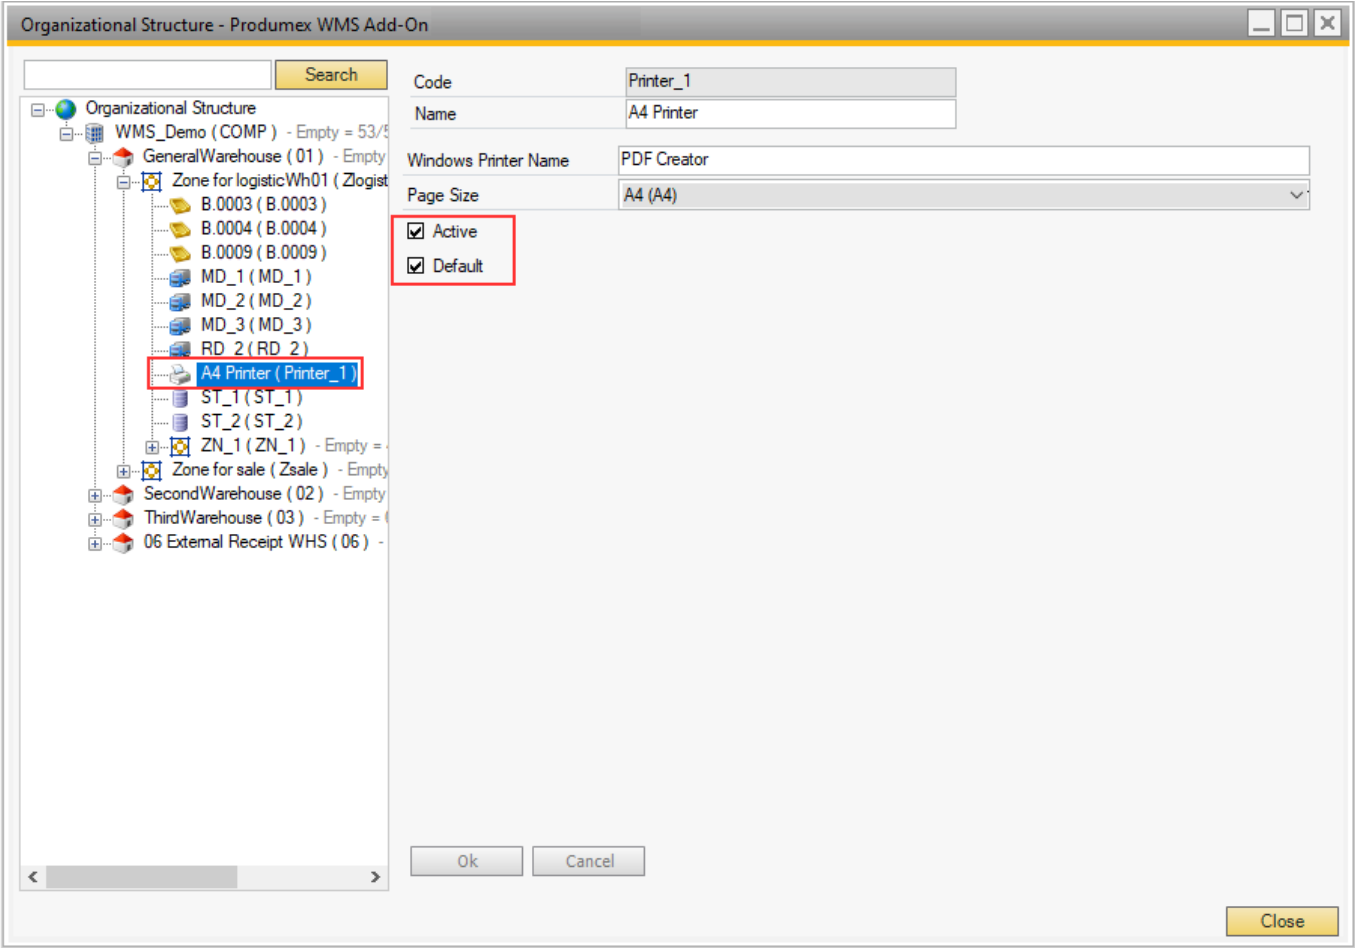 Organizational Structure - Produmex WMS Add-On
Search
Organizational Structure
WMS_Demo ( COMP ) - Empty = 53/5
GeneralWarehouse ( 01 ) - Empty
Zone for logisticWh01 ( Zlogist
B.0003 ( B.0003 )
B.0004 ( B.0004 )
B.0009 ( B.0009 )
MD_1 ( MD_1 )
MD_2 ( MD_2 )
MD_3 ( MD_3 )
RD_2 ( RD_2 )
A4 Printer ( Printer_1 )
ST_1 ( ST_1 )
ST_2 ( ST_2 )
ZN_1 ( ZN_1 ) - Empty =
Zone for sale ( Zsale ) - Empty
SecondWarehouse ( 02 ) - Empty
ThirdWarehouse ( 03 ) - Empty =
06 External Receipt WHS ( 06 ) -
Code Printer_1
Name A4 Printer
Windows Printer Name PDF Creator
Page Size A4 (A4)
Active
Default
Ok Cancel
Close